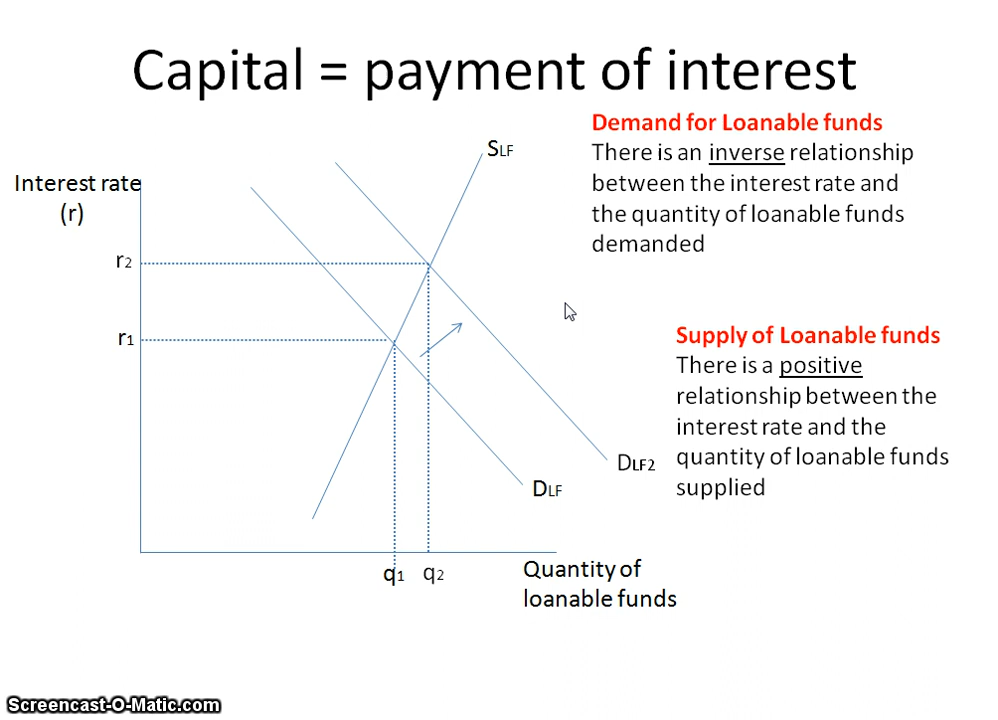 Capital = payment of interest
Demand for Loanable funds
There is an inverse relationship
between the interest rate and
the quantity of loanable funds
demanded
SLF
Interest rate
(r)
r2
r1
Supply of Loanable funds
There is a positive
relationship between the
interest rate and the
quantity of loanable funds
supplied
DLF2
DLF
q1 q2
Quantity of
loanable funds
Screencast-O-Matic.com